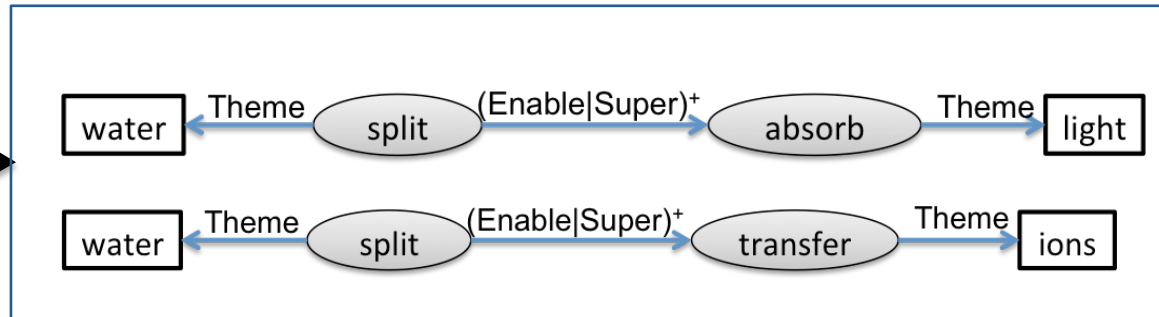 water Theme split (Enable|Super)+ absorb Theme light
water Theme split (Enable|Super)+ transfer Theme ions